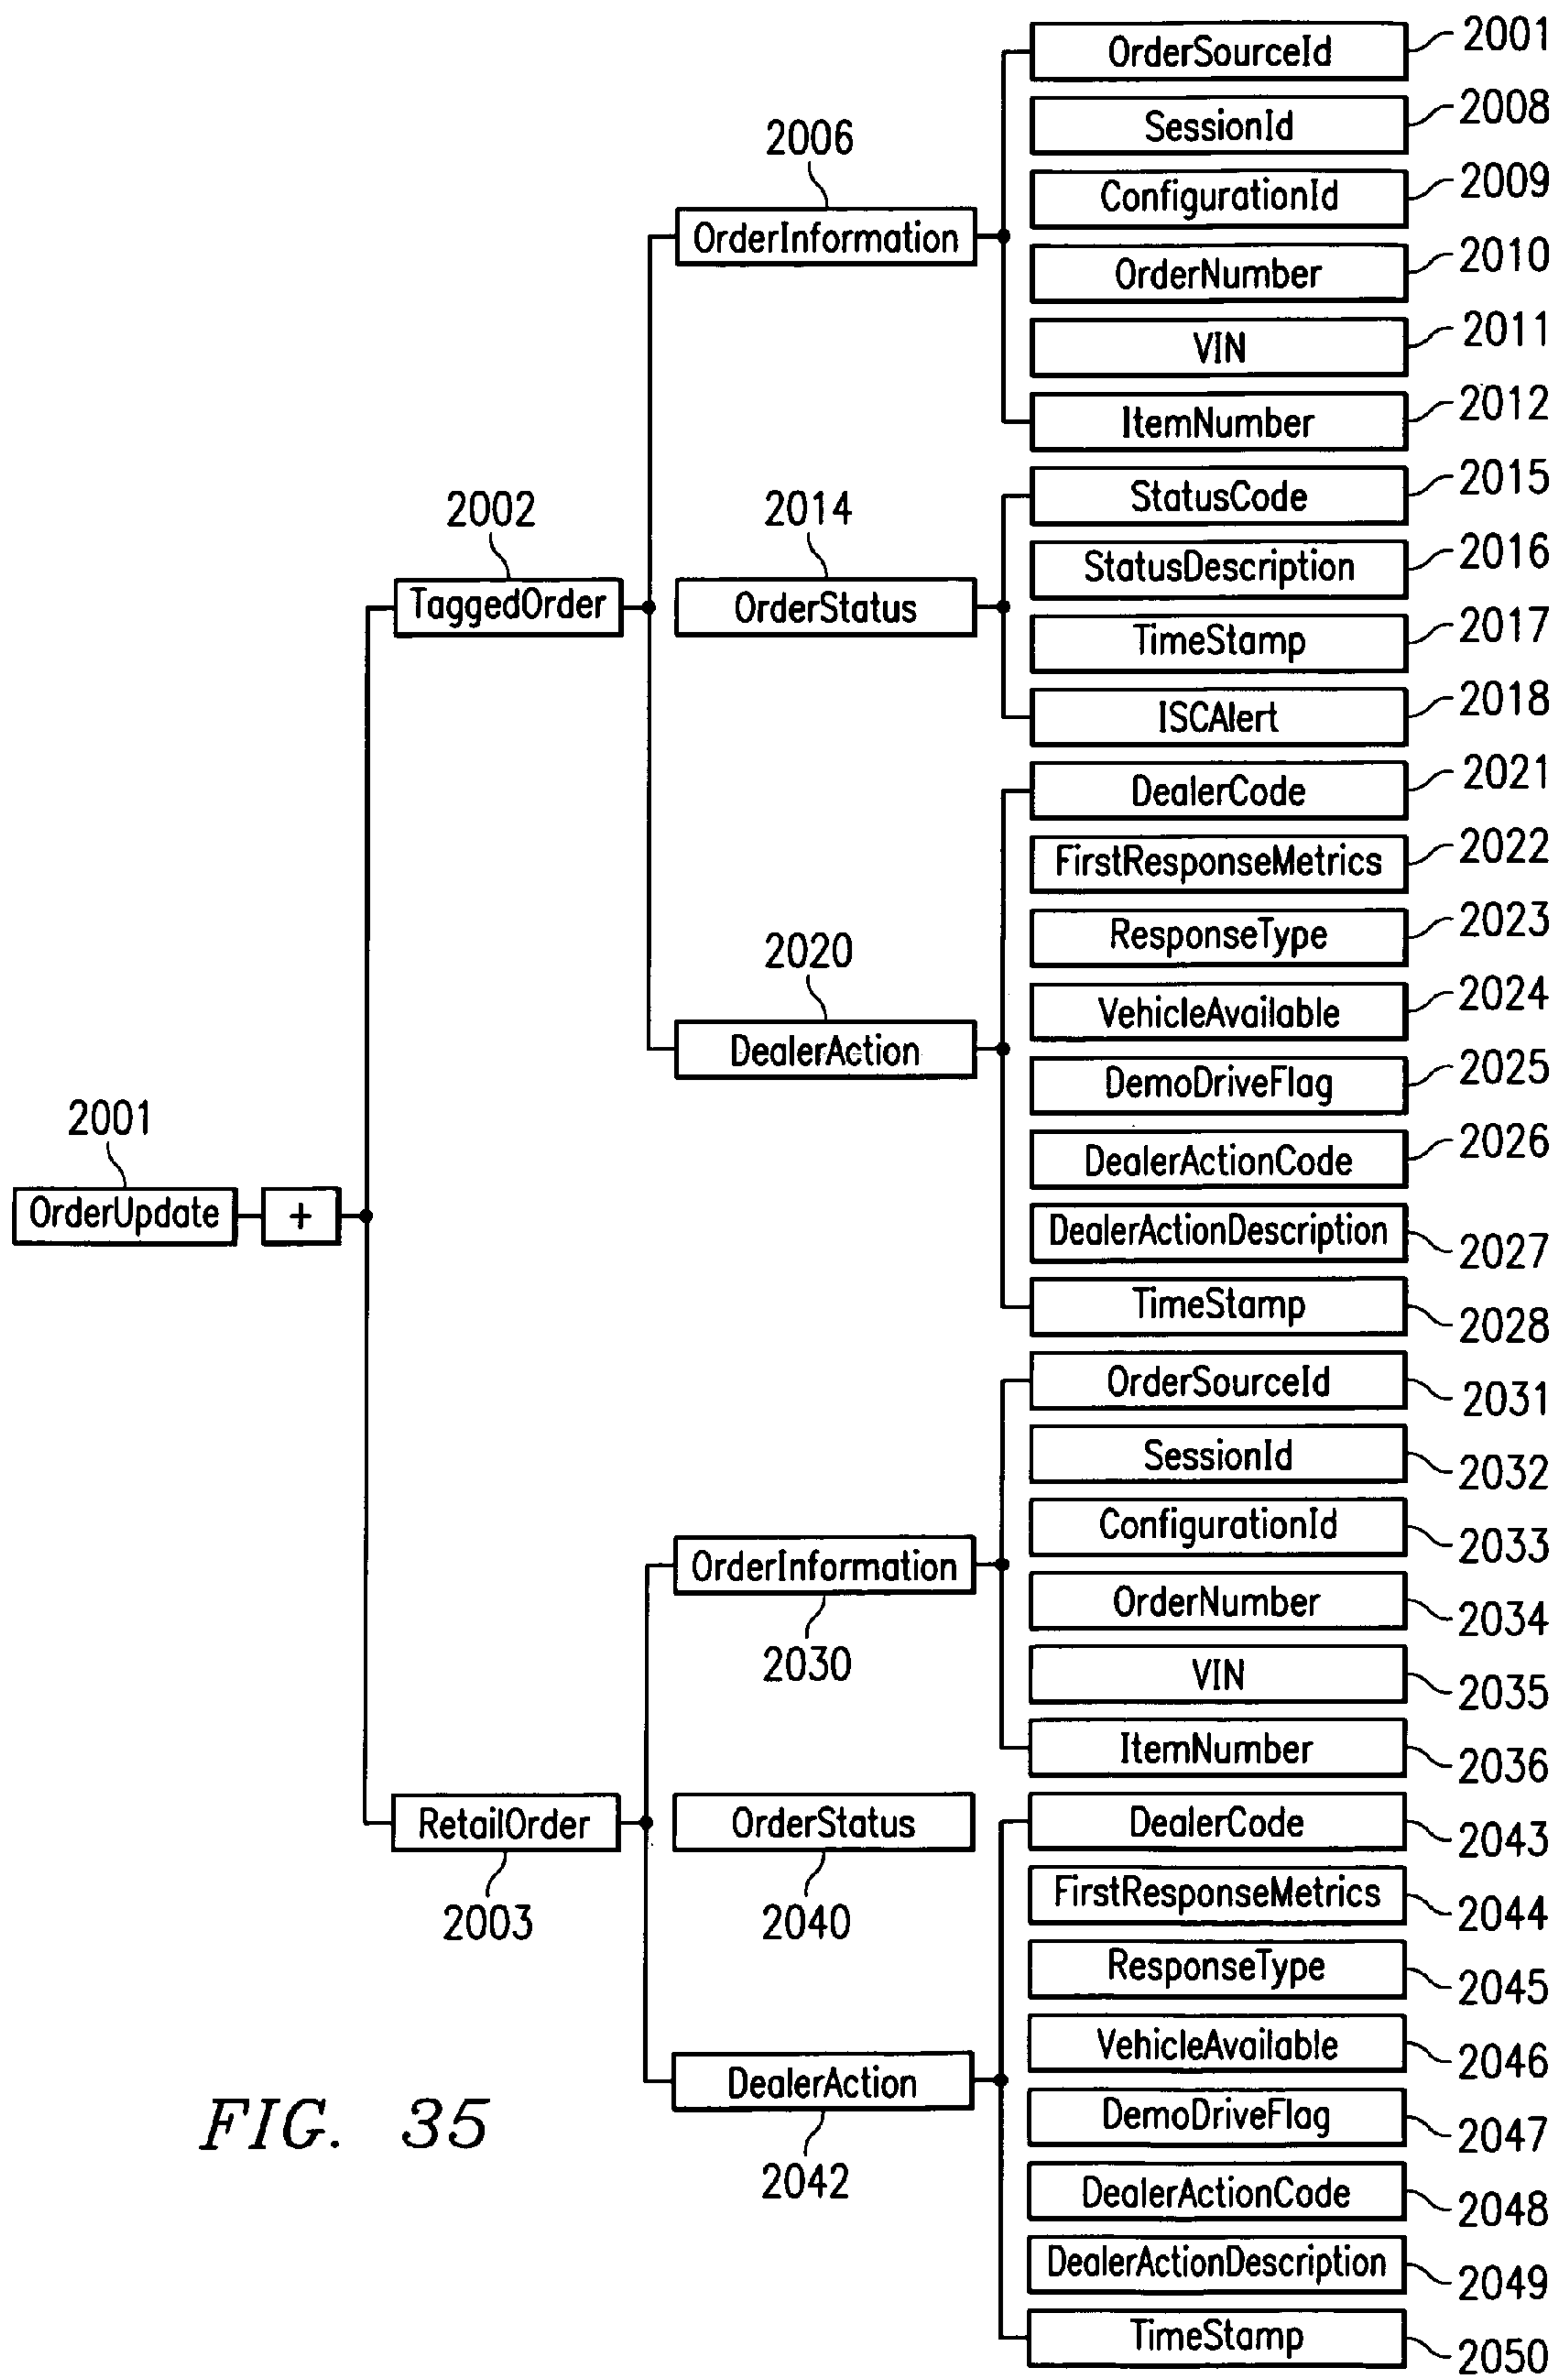 OrderSourceId 2001
SessionId 2008
2006
ConfigurationId 2009
OrderInformation
OrderNumber 2010
VIN 2011
ItemNumber 2012
StatusCode 2015
2002
2014
StatusDescription 2016
TaggedOrder
OrderStatus
TimeStamp 2017
ISCAlert 2018
DealerCode 2021
FirstResponseMetrics 2022
ResponseType 2023
2020
VehicleAvailable 2024
DealerAction
DemoDriveFlag 2025
2001
DealerActionCode 2026
OrderUpdate +
DealerActionDescription 2027
TimeStamp 2028
OrderSourceId 2031
SessionId 2032
ConfigurationId 2033
OrderInformation
OrderNumber 2034
2030
VIN 2035
ItemNumber 2036
RetailOrder
OrderStatus
DealerCode 2043
FirstResponseMetrics 2044
2003
2040
ResponseType 2045
VehicleAvailable 2046
DealerAction
DemoDriveFlag 2047
FIG. 35
2042
DealerActionCode 2048
DealerActionDescription 2049
TimeStamp 2050